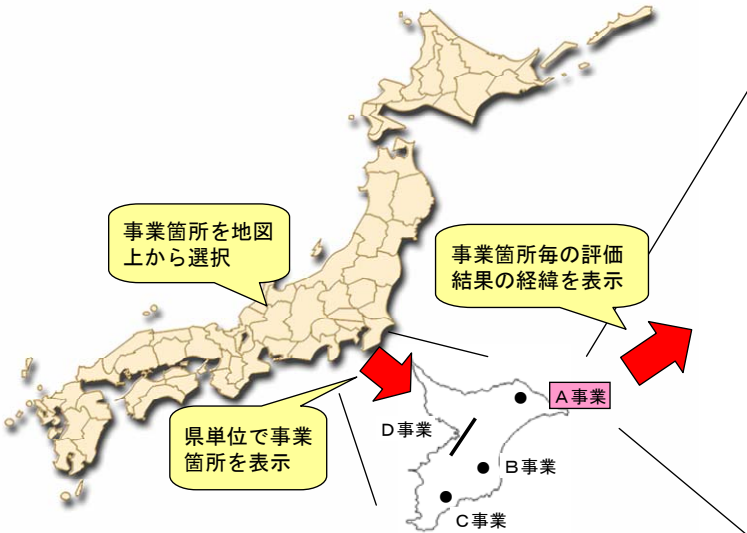 事業箇所を地図
上から選択
事業箇所毎の評価
結果の経緯を表示
県単位で事業
箇所を表示
A事業
D事業
B事業
C事業